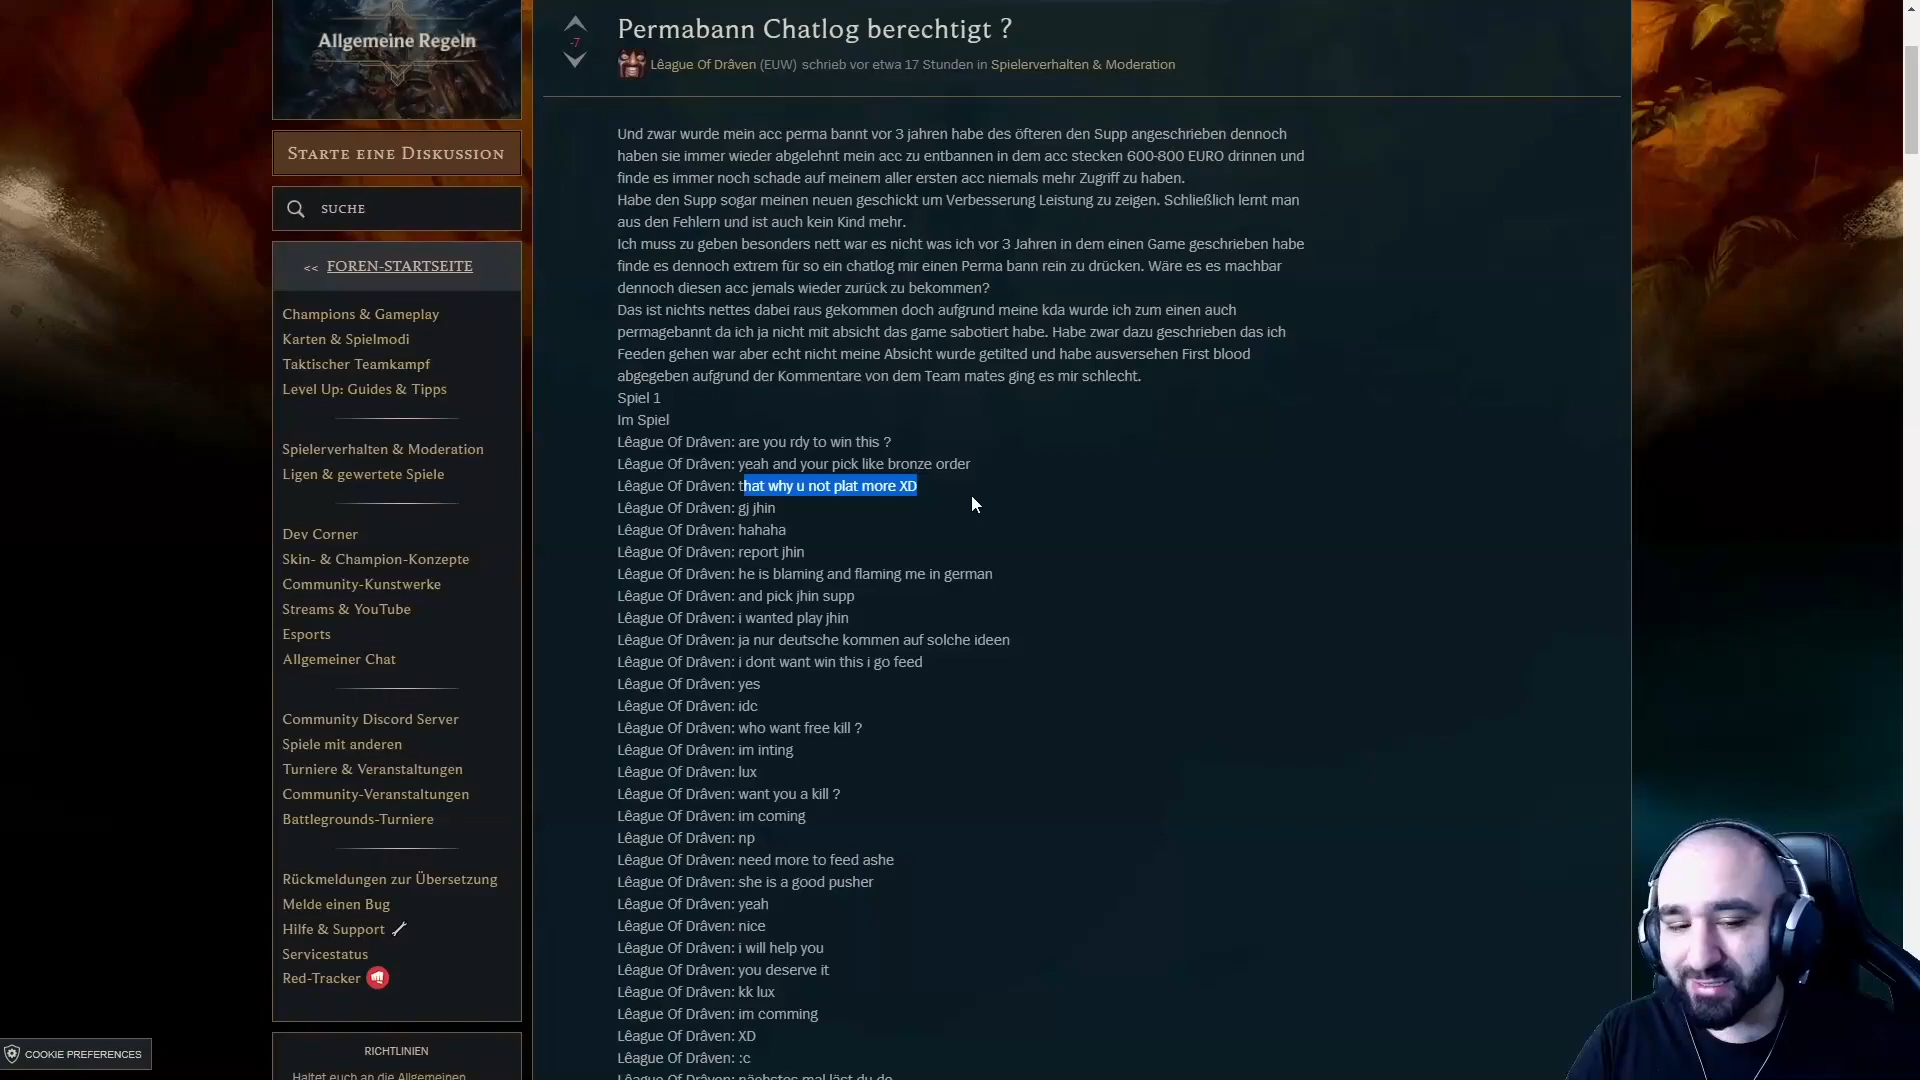 Allgemeine Regeln
STARTE EINE DISKUSSION
SUCHE
<< FOREN-STARTSEITE
Champions & Gameplay
Karten & Spielmodi
Taktischer Teamkampf
Level Up: Guides & Tipps
Spielerverhalten & Moderation
Ligen & gewertete Spiele
Dev Corner
Skin- & Champion-Konzepte
Community-Kunstwerke
Streams & YouTube
Esports
Allgemeiner Chat
Community Discord Server
Spiele mit anderen
Turniere & Veranstaltungen
Community-Veranstaltungen
Battlegrounds-Turniere
Rückmeldungen zur Übersetzung
Melde einen Bug
Hilfe & Support
Servicestatus
Red-Tracker
RICHTLINIEN
Haltet euch an die Allgemeinen
COOKIE PREFERENCES
-7
Permabann Chatlog berechtigt ?
Lêague Of Drâven (EUW) schrieb vor etwa 17 Stunden in Spielerverhalten & Moderation
Und zwar wurde mein acc perma bannt vor 3 jahren habe des öfteren den Supp angeschrieben dennoch
haben sie immer wieder abgelehnt mein acc zu entbannen in dem acc stecken 600-800 EURO drinnen und
finde es immer noch schade auf meinem aller ersten acc niemals mehr Zugriff zu haben.
Habe den Supp sogar meinen neuen geschickt um Verbesserung Leistung zu zeigen. Schließlich lernt man
aus den Fehlern und ist auch kein Kind mehr.
Ich muss zu geben besonders nett war es nicht was ich vor 3 Jahren in dem einen Game geschrieben habe
finde es dennoch extrem für so ein chatlog mir einen Perma bann rein zu drücken. Wäre es es machbar
dennoch diesen acc jemals wieder zurück zu bekommen?
Das ist nichts nettes dabei raus gekommen doch aufgrund meine kda wurde ich zum einen auch
permagebannt da ich ja nicht mit absicht das game sabotiert habe. Habe zwar dazu geschrieben das ich
Feeden gehen war aber echt nicht meine Absicht wurde getilted und habe ausversehen First blood
abgegeben aufgrund der Kommentare von dem Team mates ging es mir schlecht.
Spiel 1
Im Spiel
Lêague Of Drâven: are you rdy to win this ?
Lêague Of Drâven: yeah and your pick like bronze order
Lêague Of Drâven: that why u not plat more XD
Lêague Of Drâven: gj jhin
Lêague Of Drâven: hahaha
Lêague Of Drâven: report jhin
Lêague Of Drâven: he is blaming and flaming me in german
Lêague Of Drâven: and pick jhin supp
Lêague Of Drâven: i wanted play jhin
Lêague Of Drâven: ja nur deutsche kommen auf solche ideen
Lêague Of Drâven: i dont want win this i go feed
Lêague Of Drâven: yes
Lêague Of Drâven: idc
Lêague Of Drâven: who want free kill ?
Lêague Of Drâven: im inting
Lêague Of Drâven: lux
Lêague Of Drâven: want you a kill ?
Lêague Of Drâven: im coming
Lêague Of Drâven: np
Lêague Of Drâven: need more to feed ashe
Lêague Of Drâven: she is a good pusher
Lêague Of Drâven: yeah
Lêague Of Drâven: nice
Lêague Of Drâven: i will help you
Lêague Of Drâven: you deserve it
Lêague Of Drâven: kk lux
Lêague Of Drâven: im comming
Lêague Of Drâven: XD
Lêague Of Drâven: :c
Lêague Of Drâven: nächstes mal läst du do